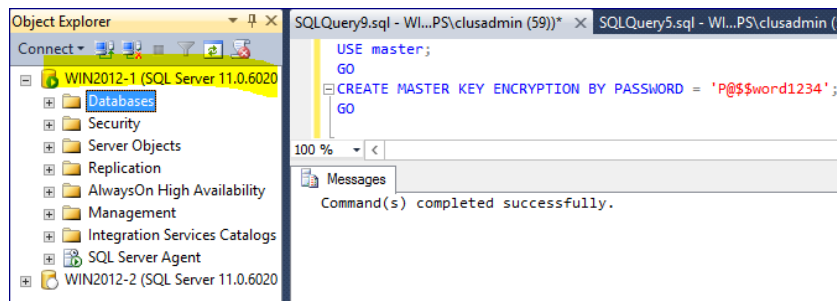 Object Explorer
Connect
WIN2012-1 (SQL Server 11.0.6020
Databases
Security
Server Objects
Replication
AlwaysOn High Availability
Management
Integration Services Catalogs
SQL Server Agent
WIN2012-2 (SQL Server 11.0.6020
SQLQuery9.sql - WI...PS\clusadmin (59))* SQLQuery5.sql - WI...PS\clusadmin (
USE master;
GO
CREATE MASTER KEY ENCRYPTION BY PASSWORD = 'P@$$word1234';
GO
100 %
Messages
Command(s) completed successfully.